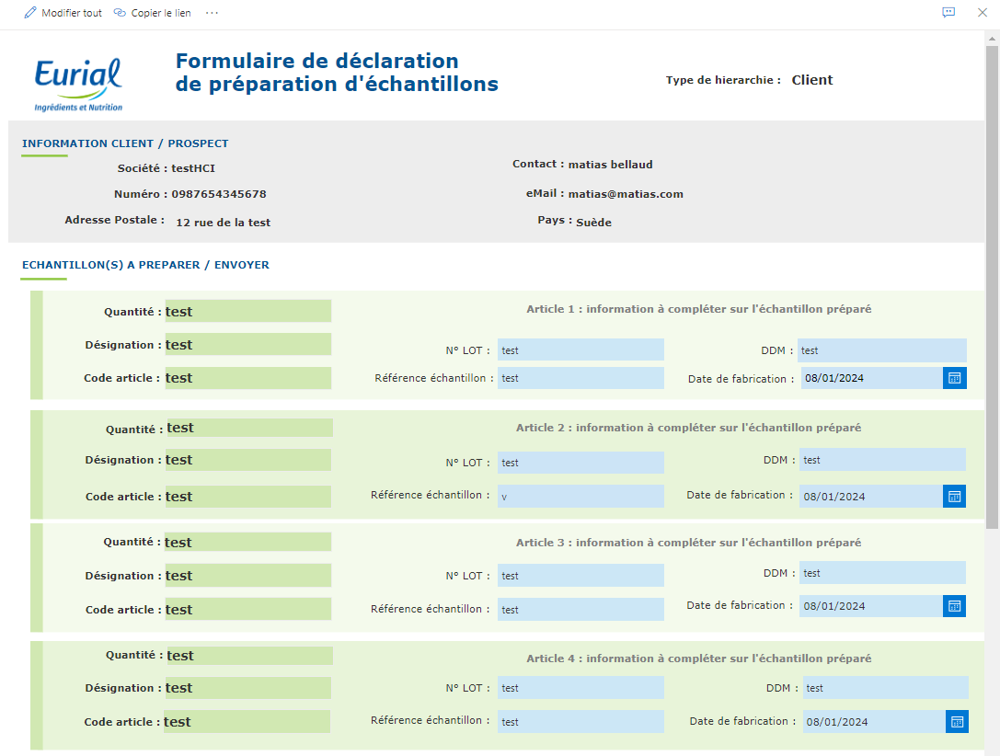 Modifier tout Copier le lien ...
Eurial
Ingrédients et Nutrition
Formulaire de déclaration
de préparation d'échantillons
Type de hierarchie : Client
INFORMATION CLIENT / PROSPECT
Société : testHCI
Contact : matias bellaud
Numéro : 0987654345678
eMail : matias@matias.com
Adresse Postale : 12 rue de la test
Pays : Suède
ECHANTILLON(S) A PREPARER / ENVOYER
Quantité : test
Article 1 : information à compléter sur l'échantillon préparé
Désignation : test
N° LOT : test
DDM : test
Code article : test
Référence échantillon : test
Date de fabrication : 08/01/2024
Quantité : test
Article 2 : information à compléter sur l'échantillon préparé
Désignation : test
N° LOT : test
DDM : test
Code article : test
Référence échantillon : v
Date de fabrication : 08/01/2024
Quantité : test
Article 3 : information à compléter sur l'échantillon préparé
Désignation : test
N° LOT : test
DDM : test
Code article : test
Référence échantillon : test
Date de fabrication : 08/01/2024
Quantité : test
Article 4 : information à compléter sur l'échantillon préparé
Désignation : test
N° LOT : test
DDM : test
Code article : test
Référence échantillon : test
Date de fabrication : 08/01/2024